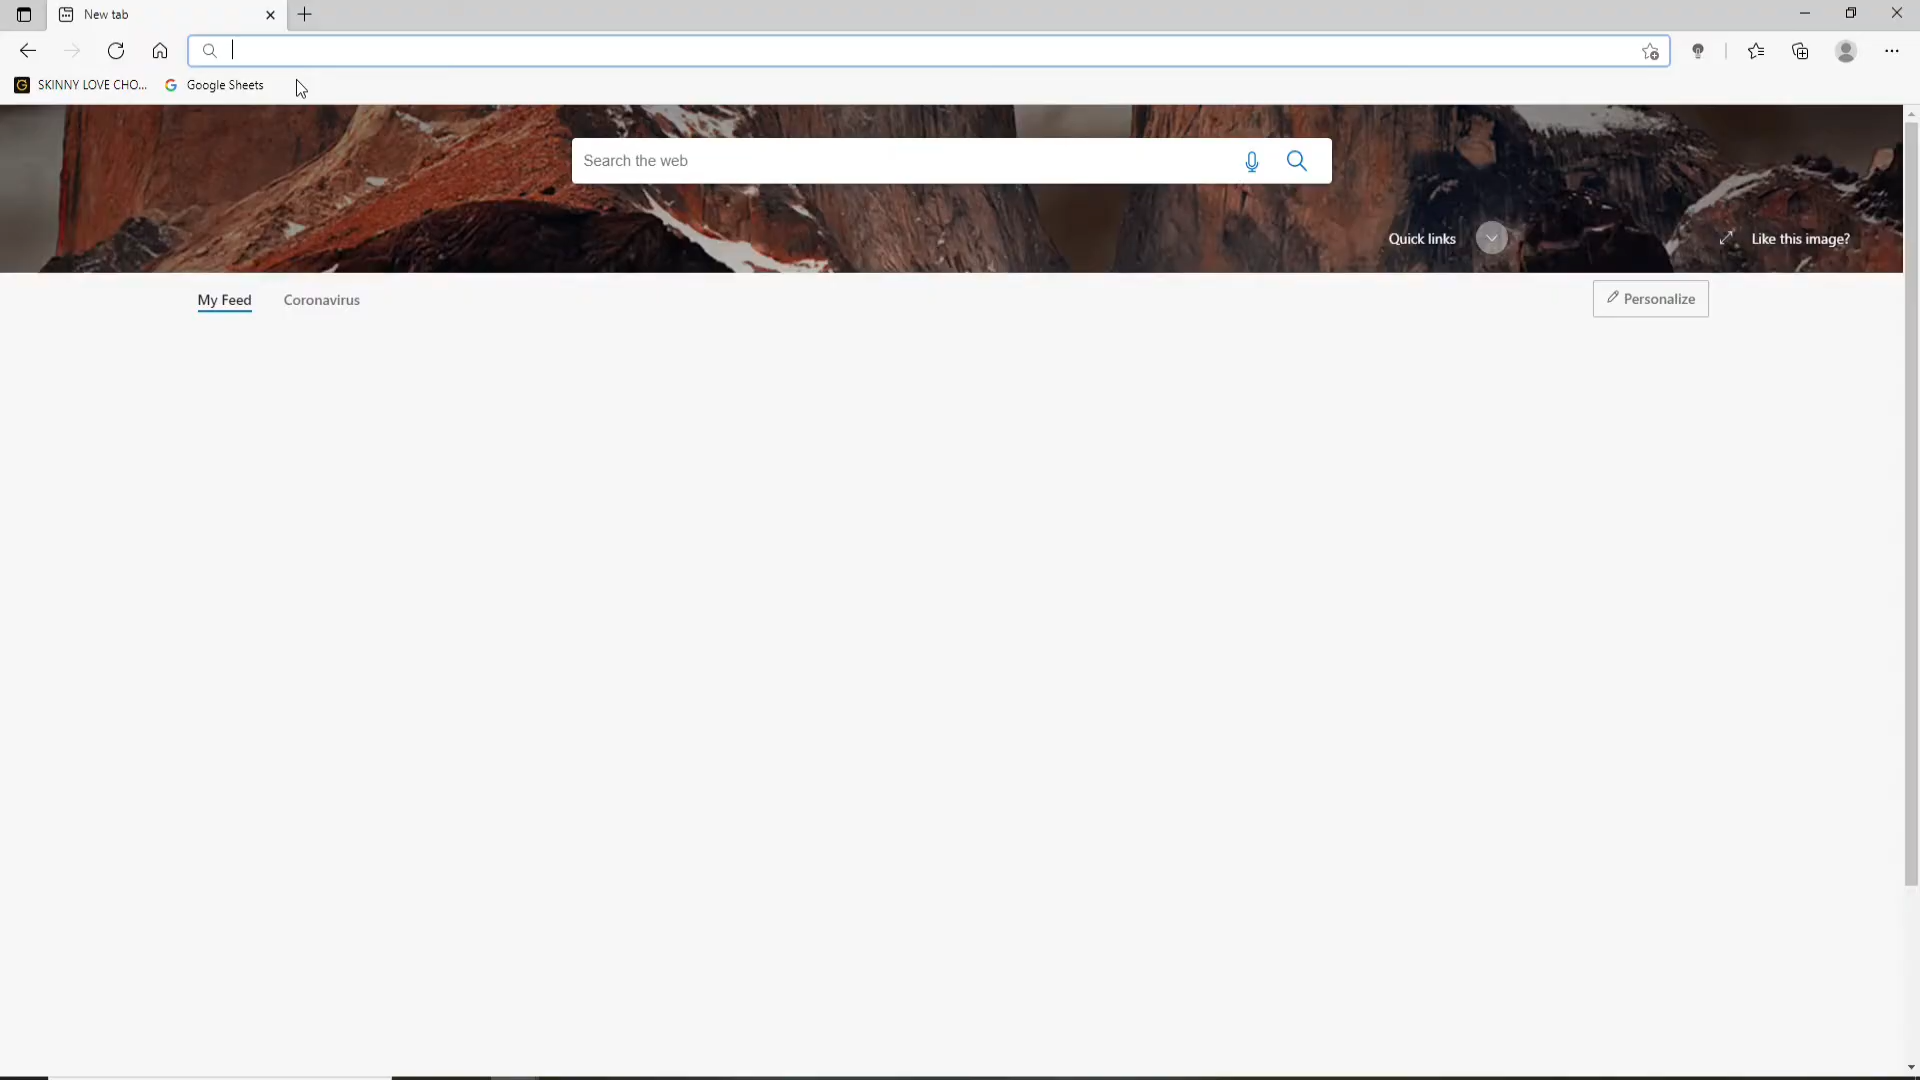 New tab
SKINNY LOVE CHO...
Google Sheets
Search the web
Quick links
Like this image?
My Feed
Coronavirus
Personalize